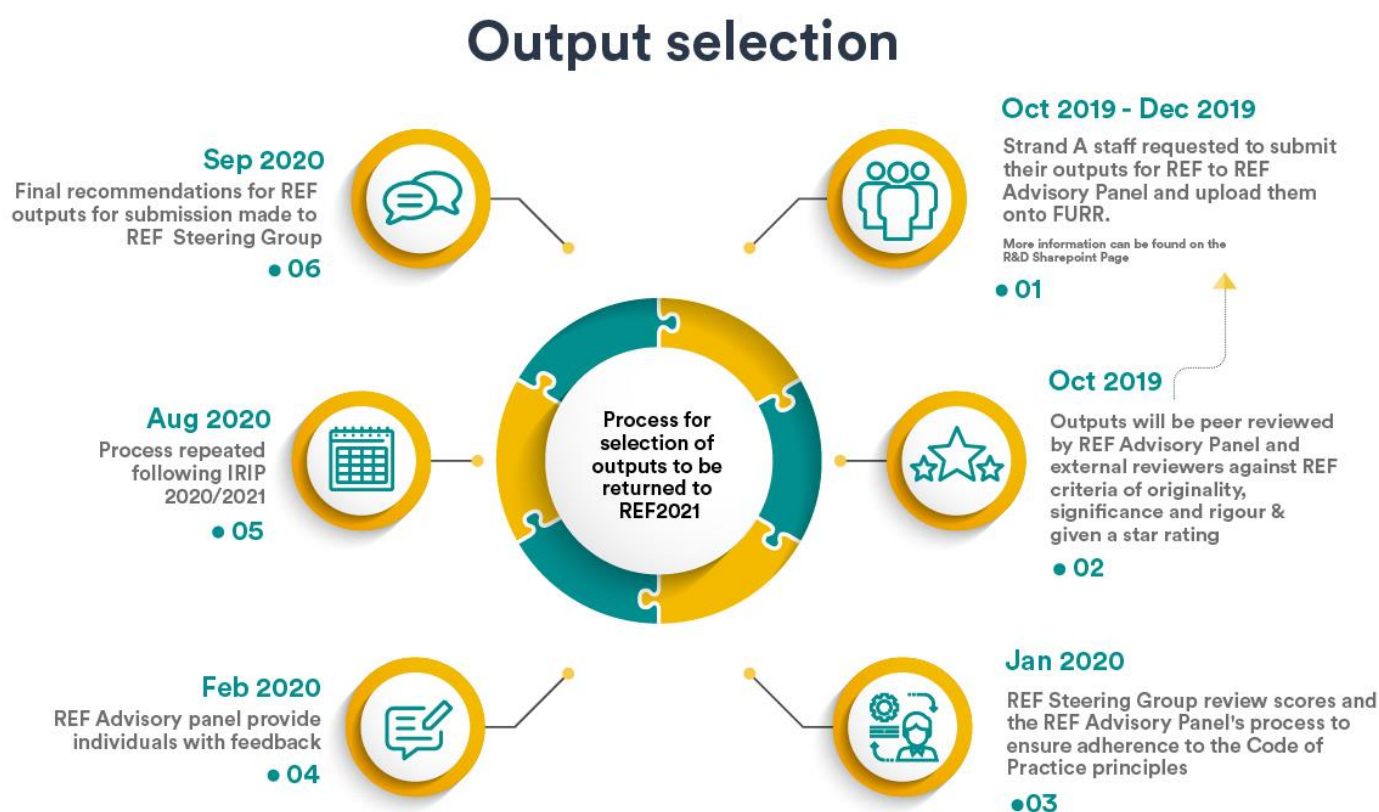 Output selection
Oct 2019 - Dec 2019
Strand A staff requested to submit
their outputs for REF to REF
Advisory Panel and upload them
onto FURR.
More information can be found on the
R&D Sharepoint Page
• 01
Oct 2019
Outputs will be peer reviewed
by REF Advisory Panel and
external reviewers against REF
criteria of originality,
significance and rigour &
given a star rating
• 02
Jan 2020
REF Steering Group review scores and
the REF Advisory Panel's process to
ensure adherence to the Code of
Practice principles
•03
Feb 2020
REF Advisory panel provide
individuals with feedback
• 04
Aug 2020
Process repeated
following IRIP
2020/2021
• 05
Sep 2020
Final recommendations for REF
outputs for submission made to
REF Steering Group
• 06
Process for
selection of
outputs to be
returned to
REF2021